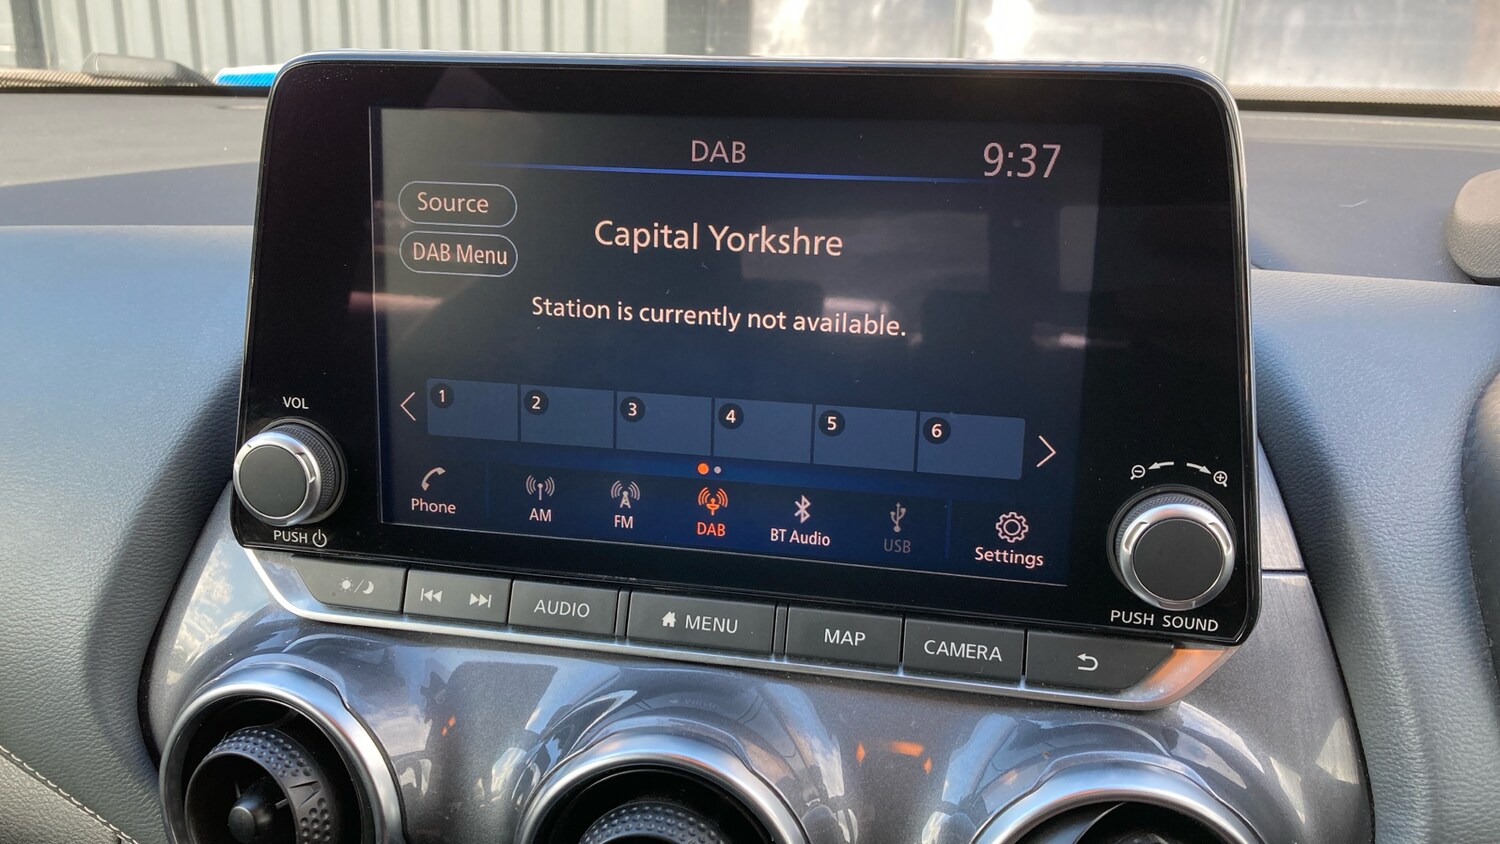 DAB
9:37
Source
DAB Menu
Capital Yorkshre
Station is currently not available.
1 2 3 4 5 6
Phone
AM
FM
DAB
BT Audio
USB
Settings
VOL
PUSH
PUSH SOUND
AUDIO
MENU
MAP
CAMERA